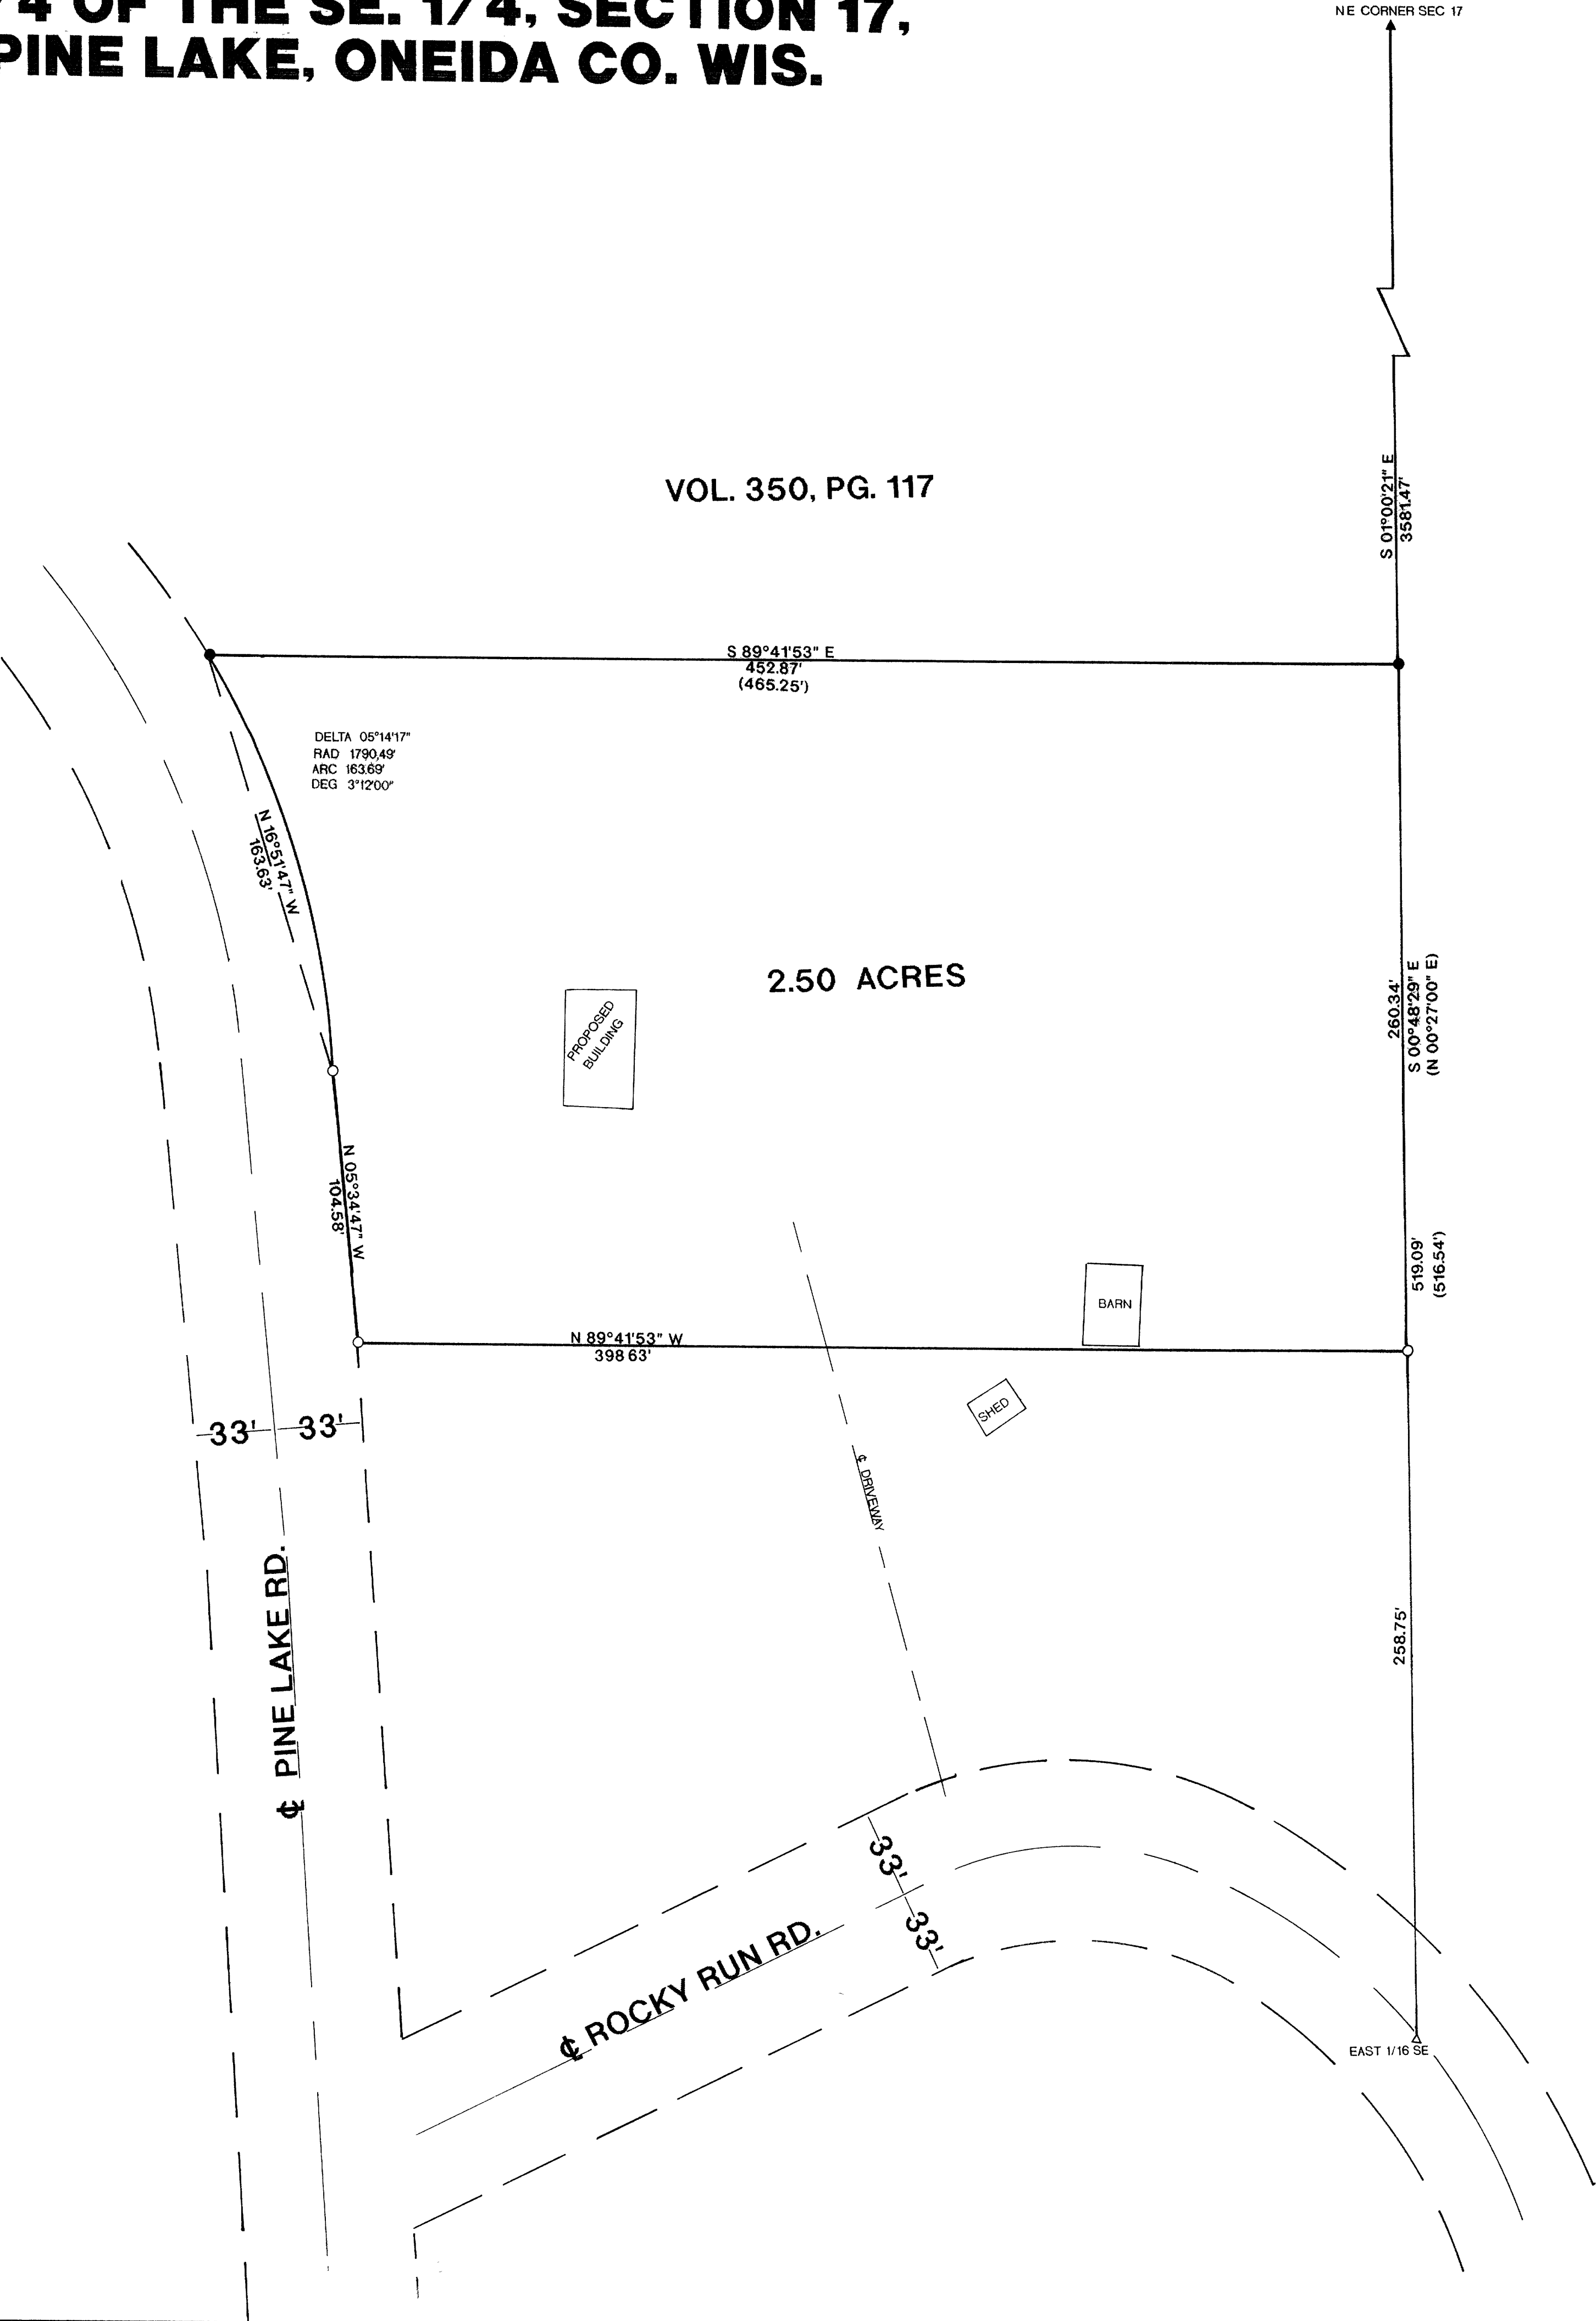 /4 OF THE SE. 1/4, SECTION 17,
PINE LAKE, ONEIDA CO. WIS.
NE CORNER SEC 17
VOL. 350, PG. 117
S 01°00'21" E
3581.47'
S 89°41'53" E
452.87'
(465.25')
DELTA 05°14'17"
RAD 1790.49'
ARC 163.69'
DEG 3°12'00"
N 16°51'47" W
163.63'
2.50 ACRES
PROPOSED
BUILDING
260.34'
S 00°48'29" E
(N 00°27'00" E)
N 05°34'47" W
104.58'
519.09'
(516.54')
BARN
N 89°41'53" W
398 63'
SHED
33' 33'
℄ DRIVEWAY
℄ PINE LAKE RD.
258.75'
33'
33'
℄ ROCKY RUN RD.
EAST 1/16 SE